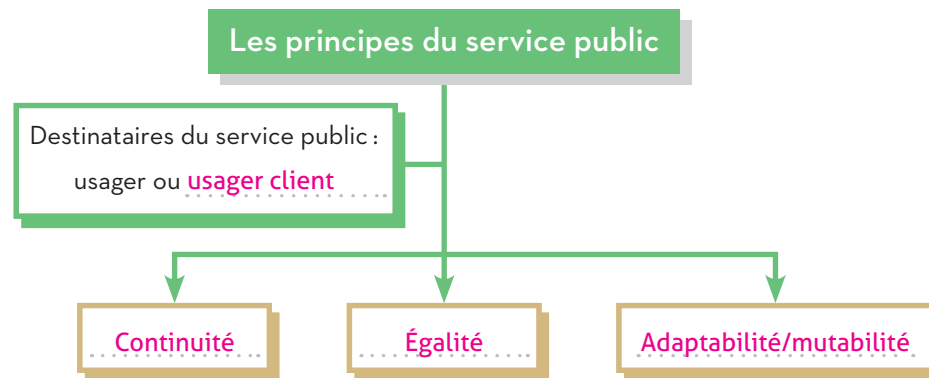 Les principes du service public
Destinataires du service public :
usager ou usager client
Continuité
Égalité
Adaptabilité/mutabilité